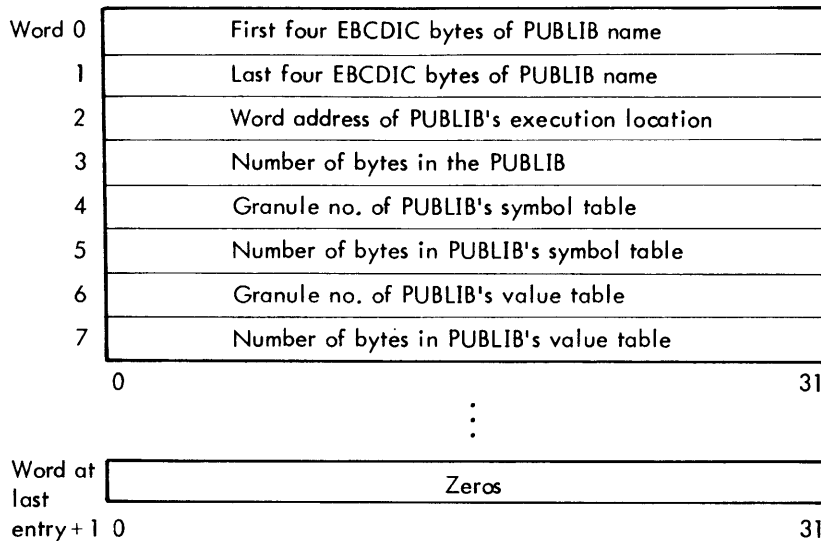 Word 0 First four EBCDIC bytes of PUBLIB name
1 Last four EBCDIC bytes of PUBLIB name
2 Word address of PUBLIB's execution location
3 Number of bytes in the PUBLIB
4 Granule no. of PUBLIB's symbol table
5 Number of bytes in PUBLIB's symbol table
6 Granule no. of PUBLIB's value table
7 Number of bytes in PUBLIB's value table
0 31
Word at
last
Zeros
entry + 1 0 31